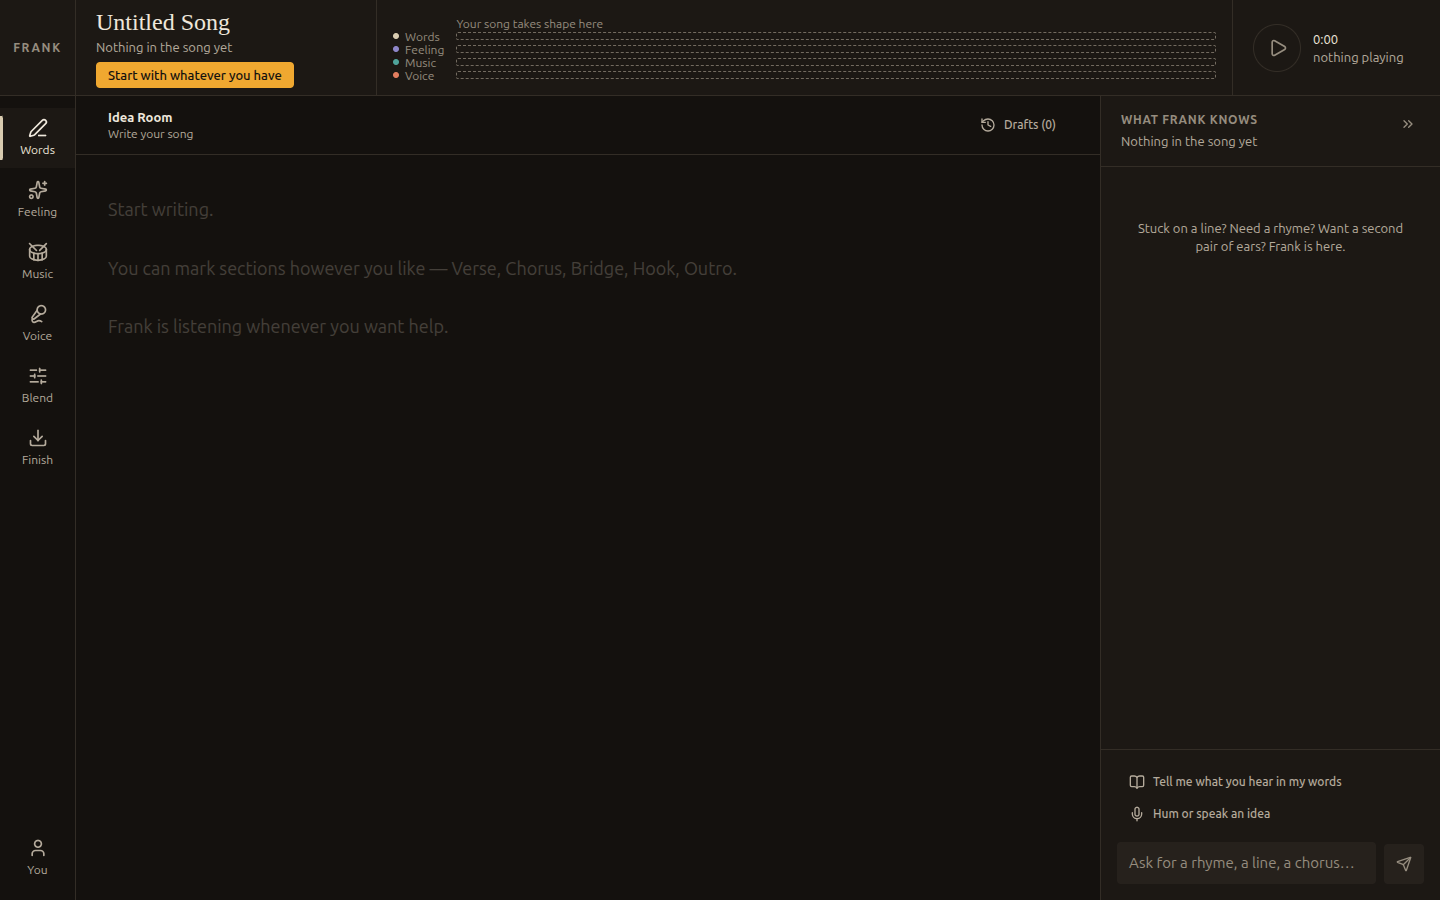 FRANK
Untitled Song
Nothing in the song yet
Start with whatever you have
Your song takes shape here
Words
Feeling
Music
Voice
0:00
nothing playing
Words
Feeling
Music
Voice
Blend
Finish
You
Idea Room
Write your song
Drafts (0)
Start writing.
You can mark sections however you like — Verse, Chorus, Bridge, Hook, Outro.
Frank is listening whenever you want help.
WHAT FRANK KNOWS
Nothing in the song yet
Stuck on a line? Need a rhyme? Want a second
pair of ears? Frank is here.
Tell me what you hear in my words
Hum or speak an idea
Ask for a rhyme, a line, a chorus…